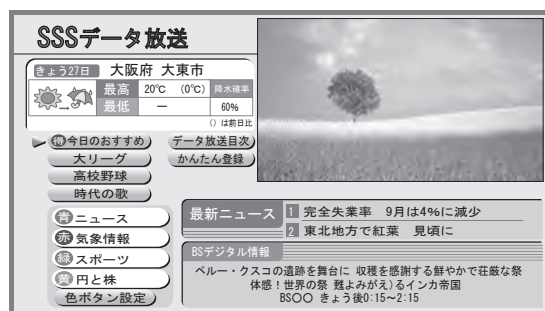 SSSデータ放送
きょう27日 大阪府 大東市
最高 20℃ (0℃) 降水確率
最低 － 60%
()は前日比
得今日のおすすめ データ放送目次
大リーグ かんたん登録
高校野球
時代の歌
青ニュース
赤気象情報
緑スポーツ
黄円と株
色ボタン設定
最新ニュース 1 完全失業率 9月は4%に減少
2 東北地方で紅葉 見頃に
BSデジタル情報
ペルー・クスコの遺跡を舞台に 収穫を感謝する鮮やかで荘厳な祭
体感！世界の祭 甦よみがえ)るインカ帝国
BS〇〇 きょう後0:15～2:15